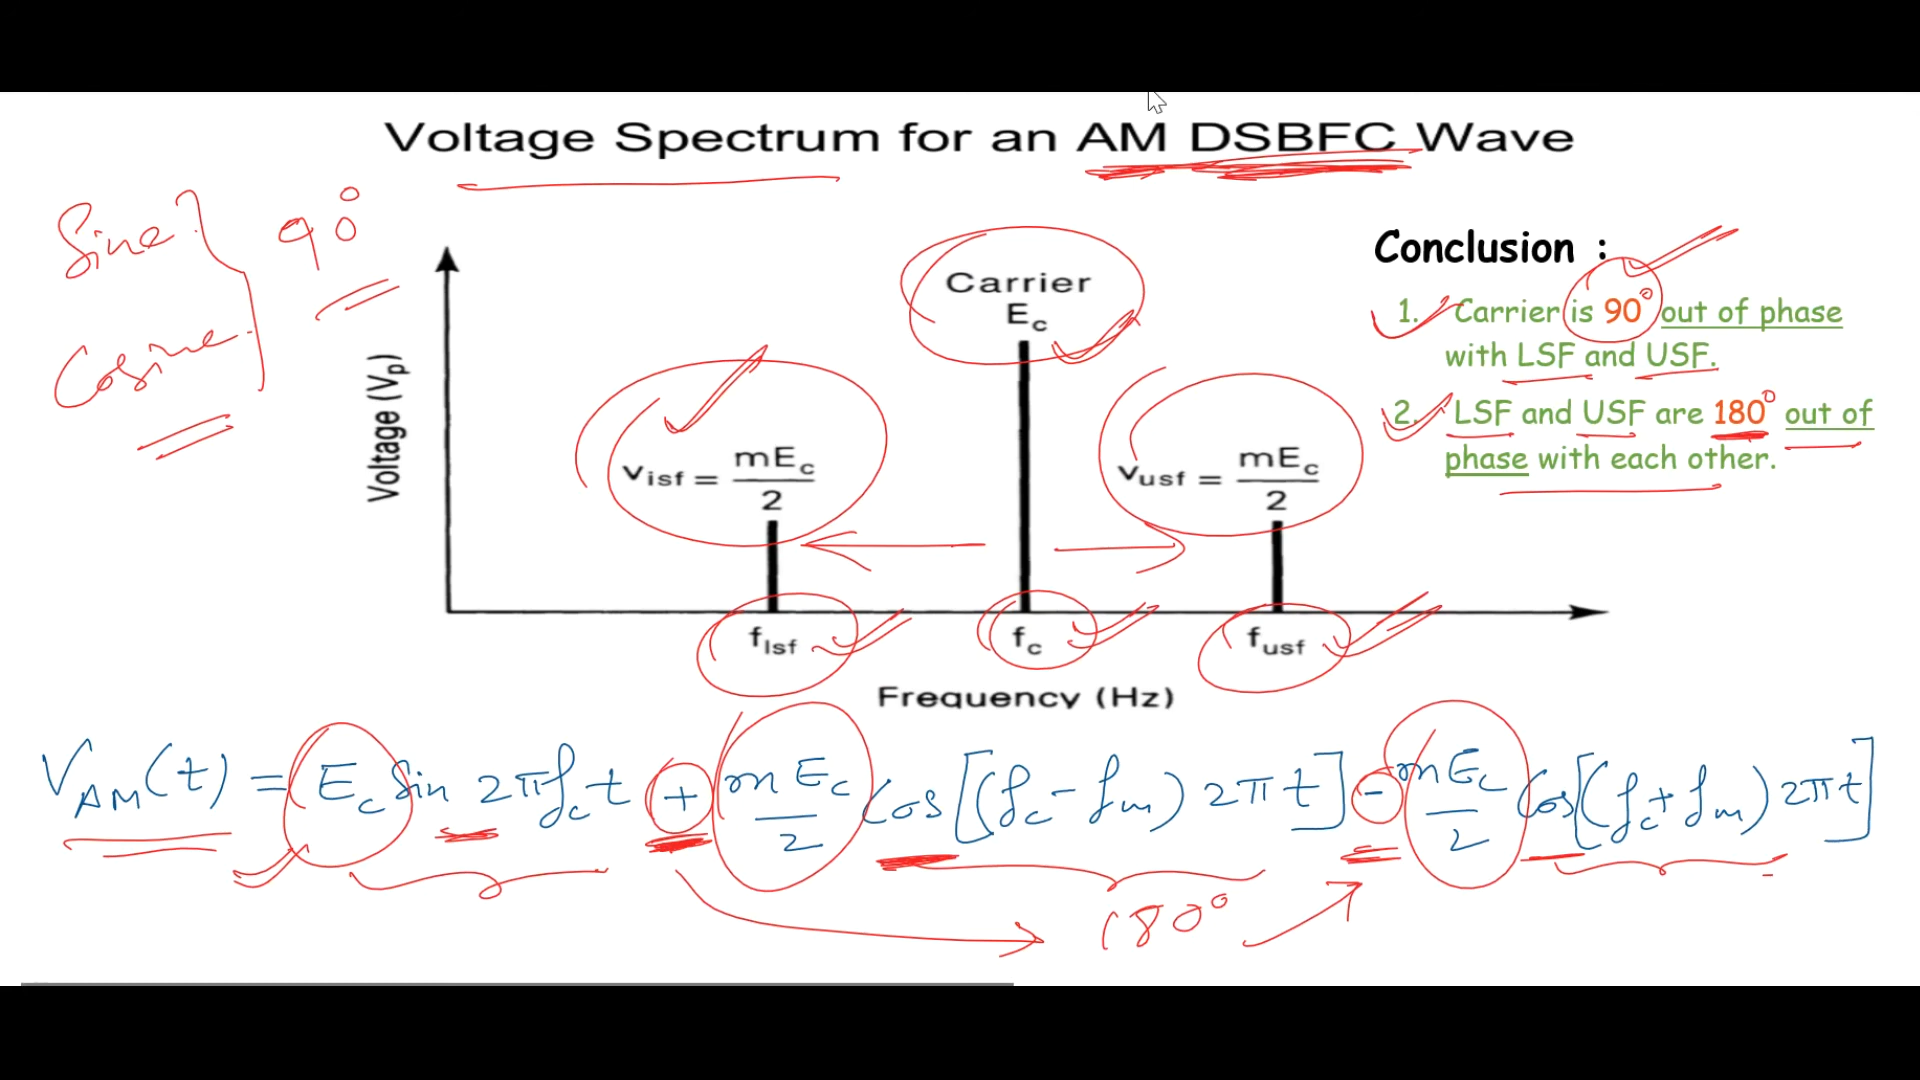 Voltage Spectrum for an AM DSBFC Wave
Sine
Cosine
90°
Conclusion :
1. Carrier is 90° out of phase
with LSF and USF.
2. LSF and USF are 180° out of
phase with each other.
Voltage (Vp)
Carrier
Ec
Vlsf = mEc/2
Vusf = mEc/2
flsf
fc
fusf
Frequency (Hz)
VAM(t) = Ec Sin 2πfct + mEc/2 Cos[(fc - fm) 2πt] - mEc/2 Cos[(fc + fm) 2πt]
180°